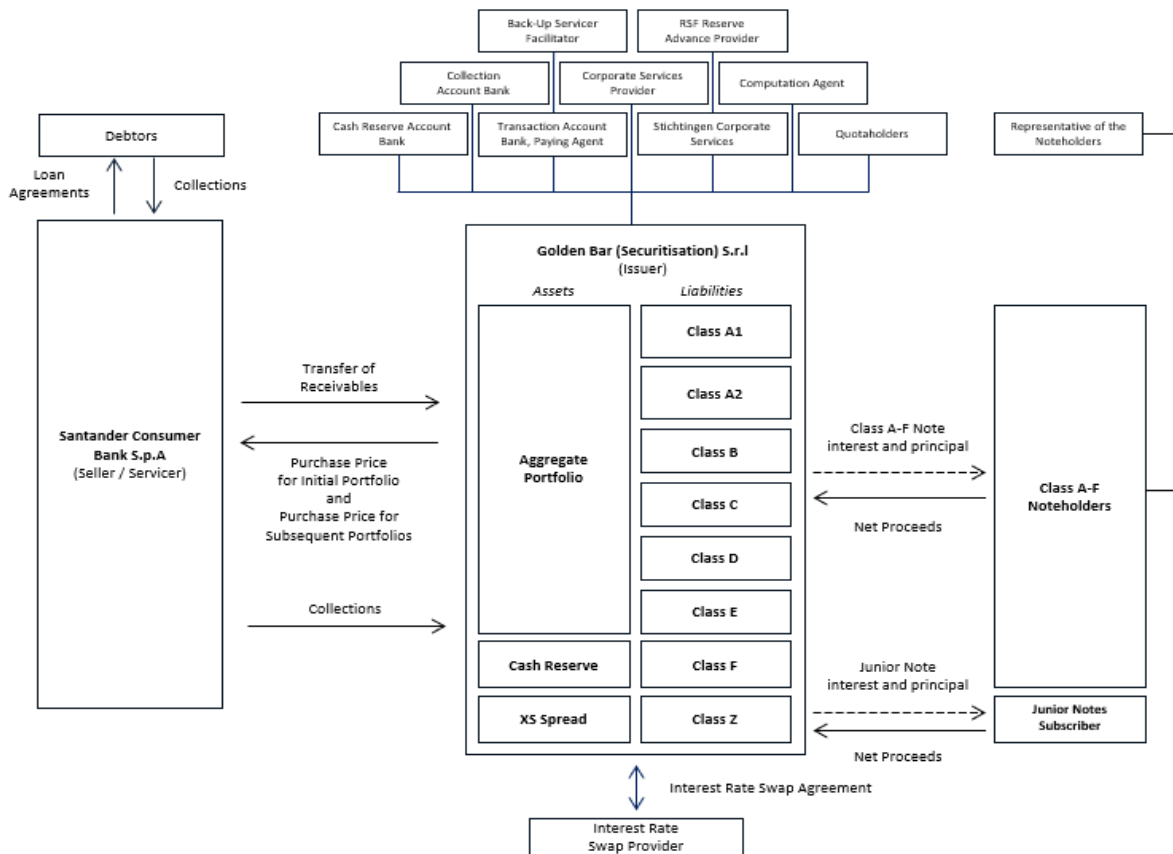 Back-Up Servicer
Facilitator
RSF Reserve
Advance Provider
Collection
Account Bank
Corporate Services
Provider
Computation Agent
Cash Reserve Account
Bank
Transaction Account
Bank, Paying Agent
Stichtingen Corporate
Services
Quotaholders
Representative of the
Noteholders
Debtors
Loan
Agreements
Collections
Golden Bar (Securitisation) S.r.l
(Issuer)
Assets
Liabilities
Santander Consumer
Bank S.p.A
(Seller / Servicer)
Transfer of
Receivables
Purchase Price
for Initial Portfolio
and
Purchase Price for
Subsequent Portfolios
Collections
Aggregate
Portfolio
Cash Reserve
XS Spread
Class A1
Class A2
Class B
Class C
Class D
Class E
Class F
Class Z
Class A-F Note
interest and principal
Net Proceeds
Class A-F
Noteholders
Junior Note
interest and principal
Net Proceeds
Junior Notes
Subscriber
Interest Rate Swap Agreement
Interest Rate
Swap Provider